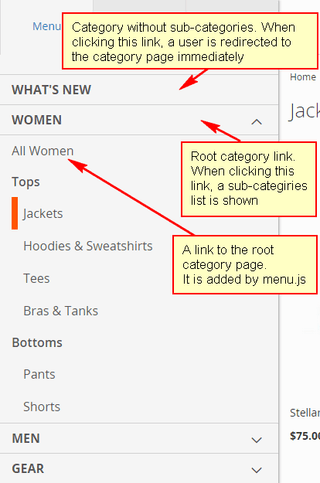 Menu
Category without sub-categories. When
clicking this link, a user is redirected to
the category page immediately
Home
WHAT'S NEW
WOMEN
All Women
Root category link.
When clicking this
link, a sub-categiries
list is shown
Tops
Jackets
Hoodies & Sweatshirts
A link to the root
category page.
It is added by menu.js
Tees
Bras & Tanks
Bottoms
Pants
Shorts
Stellar
$75.00
MEN
GEAR